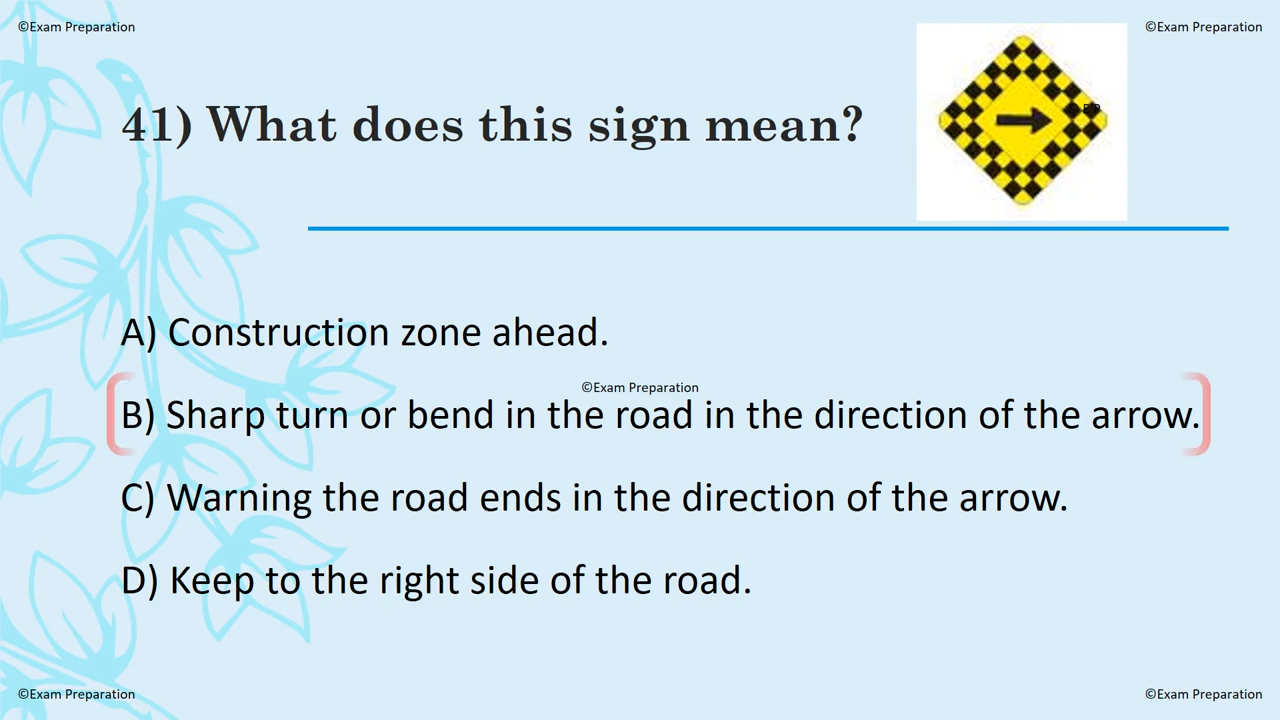 ©Exam Preparation
©Exam Preparation
41) What does this sign mean?
A) Construction zone ahead.
©Exam Preparation
B) Sharp turn or bend in the road in the direction of the arrow.
C) Warning the road ends in the direction of the arrow.
D) Keep to the right side of the road.
©Exam Preparation
©Exam Preparation